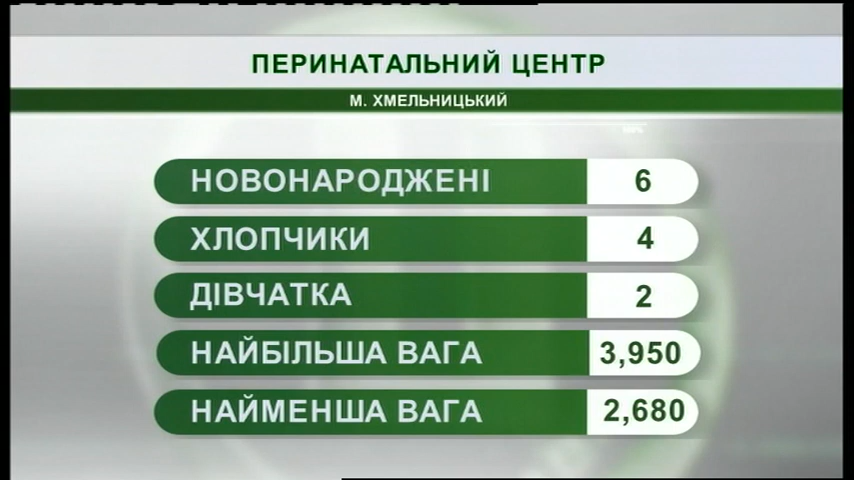 ПЕРИНАТАЛЬНИЙ ЦЕНТР
М. ХМЕЛЬНИЦЬКИЙ
НОВОНАРОДЖЕНІ 6
ХЛОПЧИКИ 4
ДІВЧАТКА 2
НАЙБІЛЬША ВАГА 3,950
НАЙМЕНША ВАГА 2,680